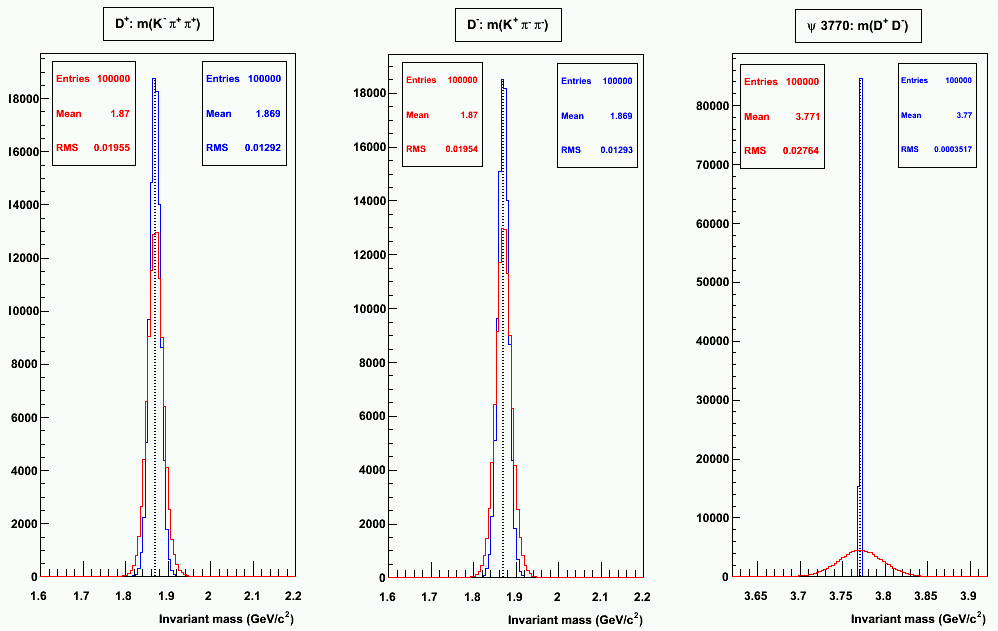 D⁺: m(K⁻ π⁺ π⁺)
Entries 100000
Mean 1.87
RMS 0.01955
Entries 100000
Mean 1.869
RMS 0.01292
18000
16000
14000
12000
10000
8000
6000
4000
2000
0
1.6 1.7 1.8 1.9 2 2.1 2.2
Invariant mass (GeV/c²)
D⁻: m(K⁺ π⁻ π⁻)
Entries 100000
Mean 1.87
RMS 0.01954
Entries 100000
Mean 1.869
RMS 0.01293
18000
16000
14000
12000
10000
8000
6000
4000
2000
0
1.6 1.7 1.8 1.9 2 2.1 2.2
Invariant mass (GeV/c²)
ψ 3770: m(D⁺ D⁻)
Entries 100000
Mean 3.771
RMS 0.02764
Entries 100000
Mean 3.77
RMS 0.0003517
80000
70000
60000
50000
40000
30000
20000
10000
0
3.65 3.7 3.75 3.8 3.85 3.9
Invariant mass (GeV/c²)